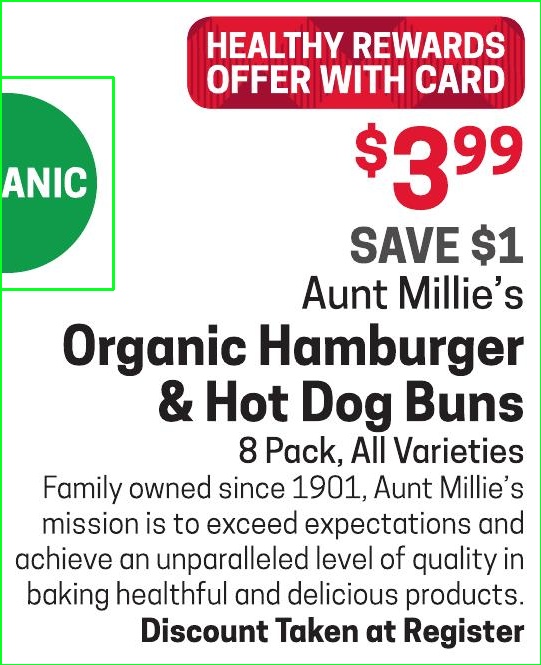 HEALTHY REWARDS
OFFER WITH CARD
ANIC
$3.99
SAVE $1
Aunt Millie's
Organic Hamburger
& Hot Dog Buns
8 Pack, All Varieties
Family owned since 1901, Aunt Millie's
mission is to exceed expectations and
achieve an unparalleled level of quality in
baking healthful and delicious products.
Discount Taken at Register